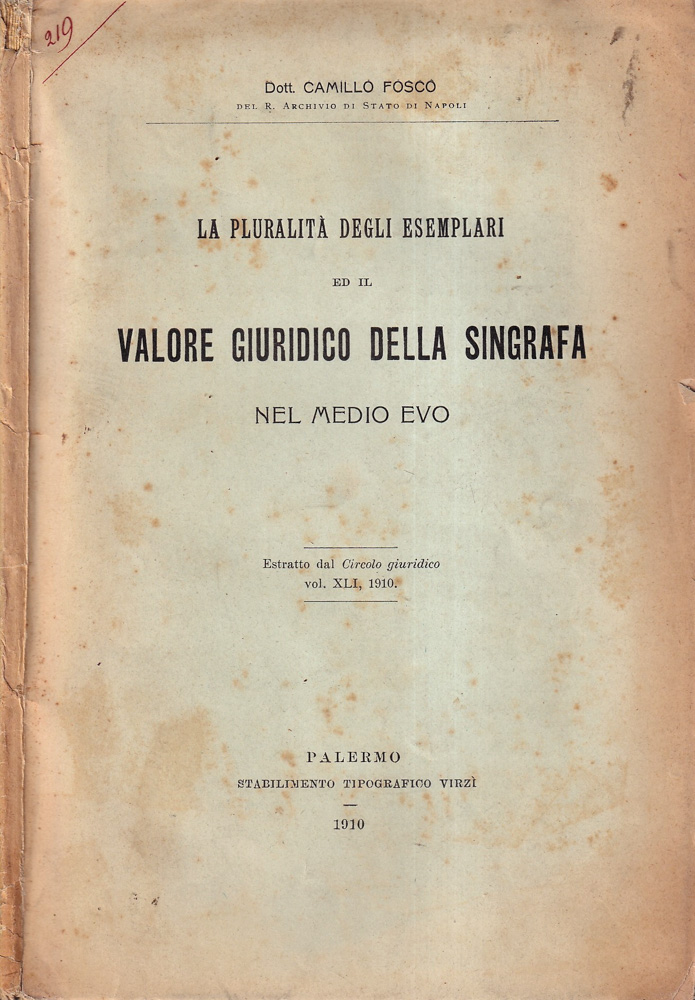 219
Dott. CAMILLO FOSCO
DEL R. ARCHIVIO DI STATO DI NAPOLI
LA PLURALITÀ DEGLI ESEMPLARI
ED IL
VALORE GIURIDICO DELLA SINGRAFA
NEL MEDIO EVO
Estratto dal Circolo giuridico
vol. XLI, 1910.
PALERMO
STABILIMENTO TIPOGRAFICO VIRZÌ
1910